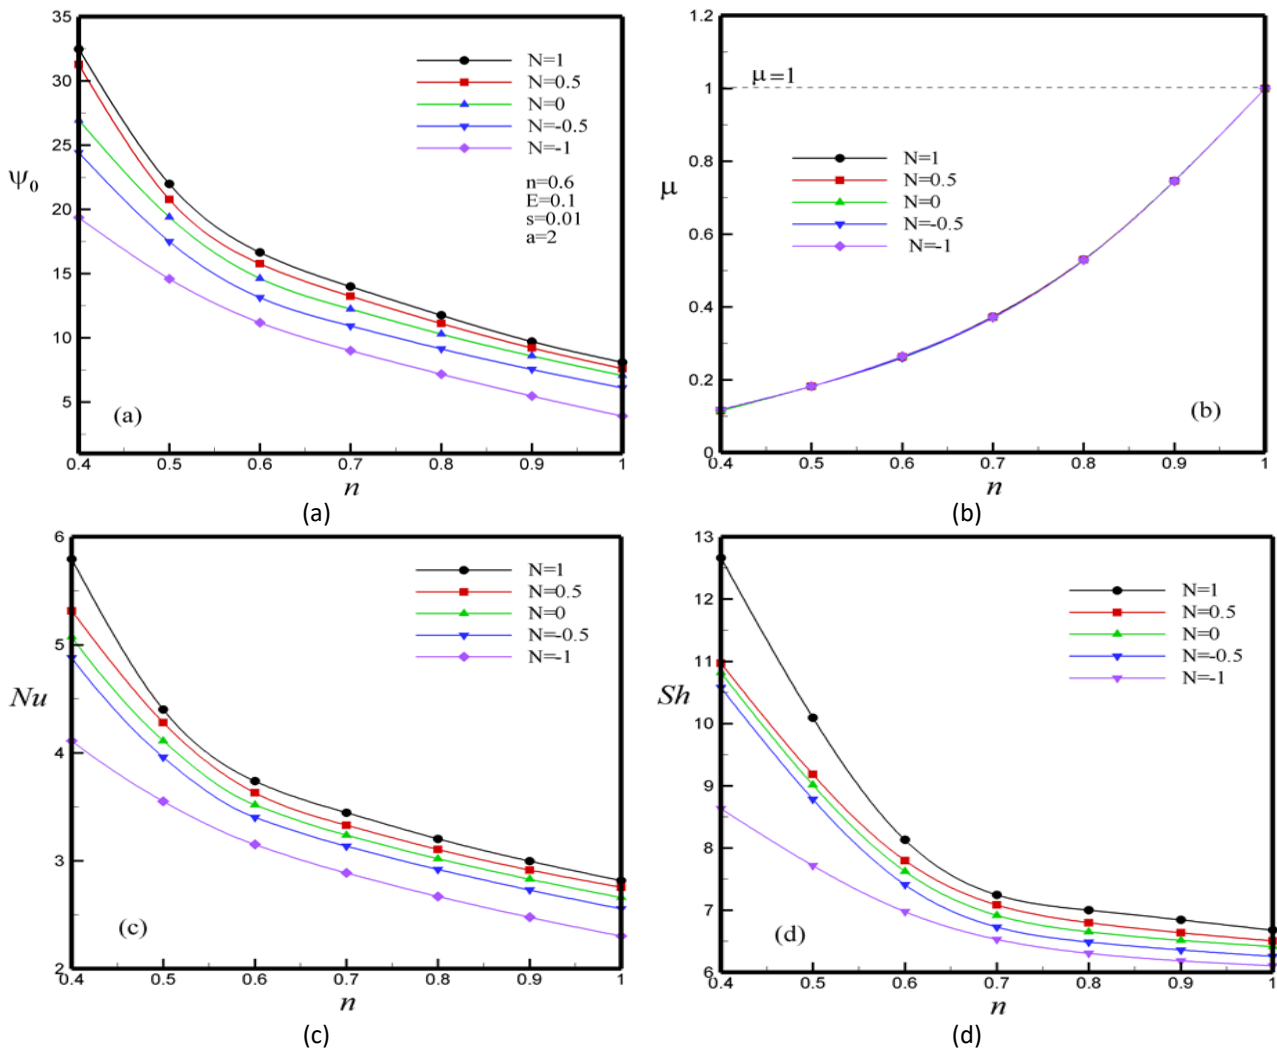 35
30
25
20
15
10
5
ψ₀
N=1
N=0.5
N=0
N=-0.5
N=-1
n=0.6
E=0.1
s=0.01
a=2
(a)
0.4 0.5 0.6 0.7 0.8 0.9 1
n
(a)
1.2
1
0.8
0.6
0.4
0.2
0
μ
μ=1
N=1
N=0.5
N=0
N=-0.5
N=-1
(b)
0.4 0.5 0.6 0.7 0.8 0.9 1
n
(b)
6
5
4
3
2
Nu
N=1
N=0.5
N=0
N=-0.5
N=-1
(c)
0.4 0.5 0.6 0.7 0.8 0.9 1
n
(c)
13
12
11
10
9
8
7
6
Sh
N=1
N=0.5
N=0
N=-0.5
N=-1
(d)
0.4 0.5 0.6 0.7 0.8 0.9 1
n
(d)